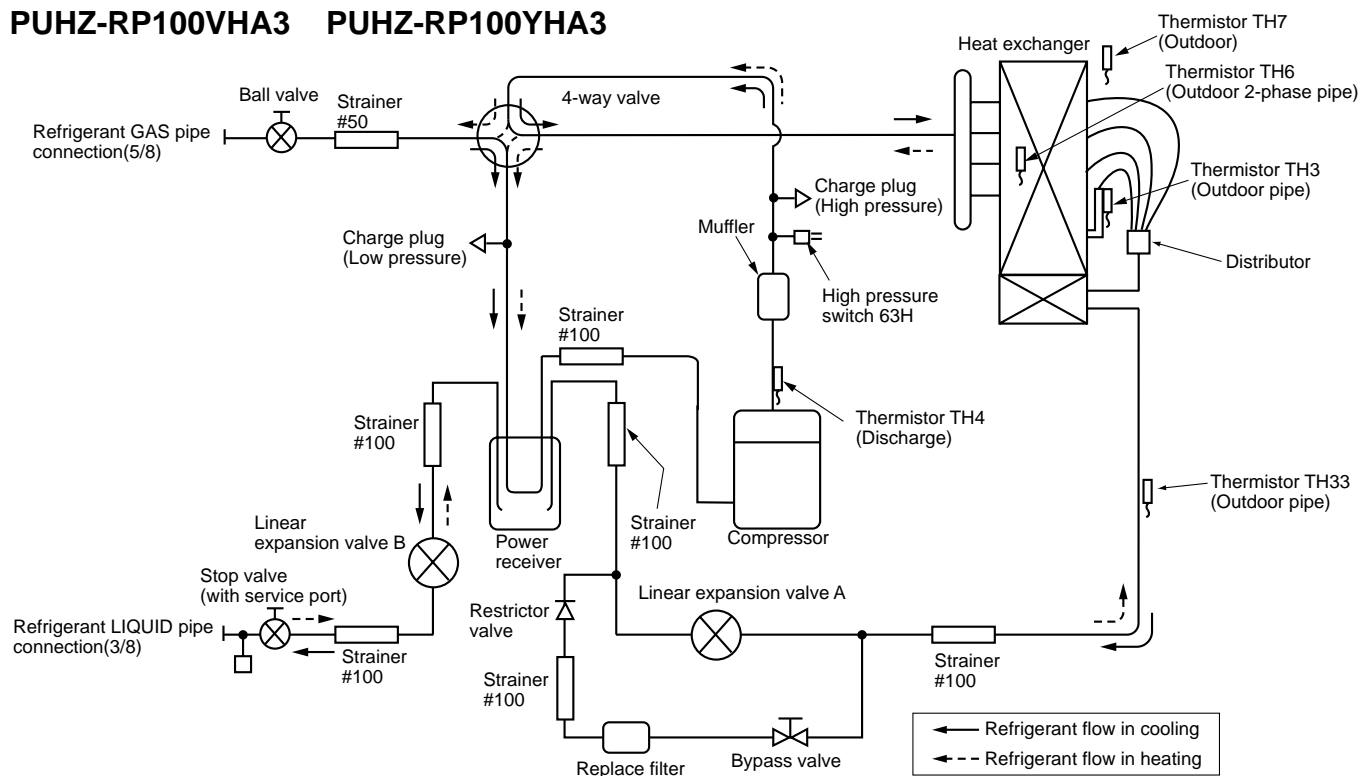 PUHZ-RP100VHA3 PUHZ-RP100YHA3
Thermistor TH7
(Outdoor)
Heat exchanger
Thermistor TH6
(Outdoor 2-phase pipe)
Ball valve
Strainer
#50
4-way valve
Refrigerant GAS pipe
connection(5/8)
Thermistor TH3
(Outdoor pipe)
Charge plug
(High pressure)
Muffler
Charge plug
(Low pressure)
Distributor
High pressure
switch 63H
Strainer
#100
Strainer
#100
Thermistor TH4
(Discharge)
Thermistor TH33
(Outdoor pipe)
Linear
expansion valve B
Power
receiver
Strainer
#100
Compressor
Stop valve
(with service port)
Linear expansion valve A
Restrictor
valve
Refrigerant LIQUID pipe
connection(3/8)
Strainer
#100
Strainer
#100
Strainer
#100
Replace filter
Bypass valve
Refrigerant flow in cooling
Refrigerant flow in heating